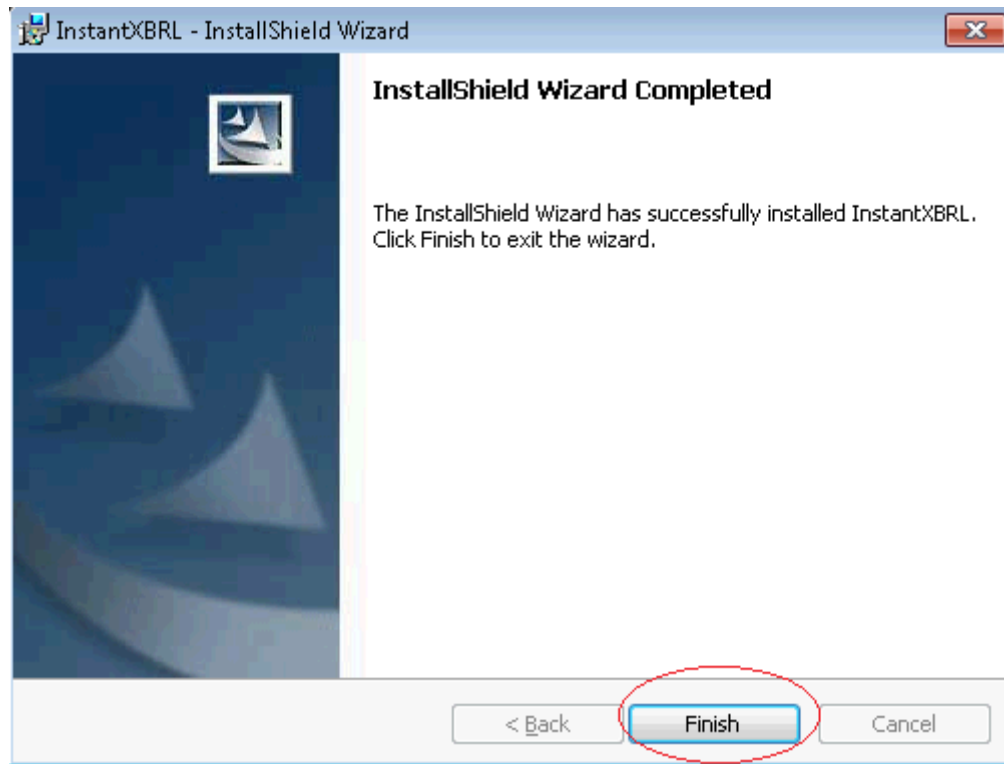 InstantXBRL - InstallShield Wizard
InstallShield Wizard Completed
The InstallShield Wizard has successfully installed InstantXBRL.
Click Finish to exit the wizard.
< Back
Finish
Cancel